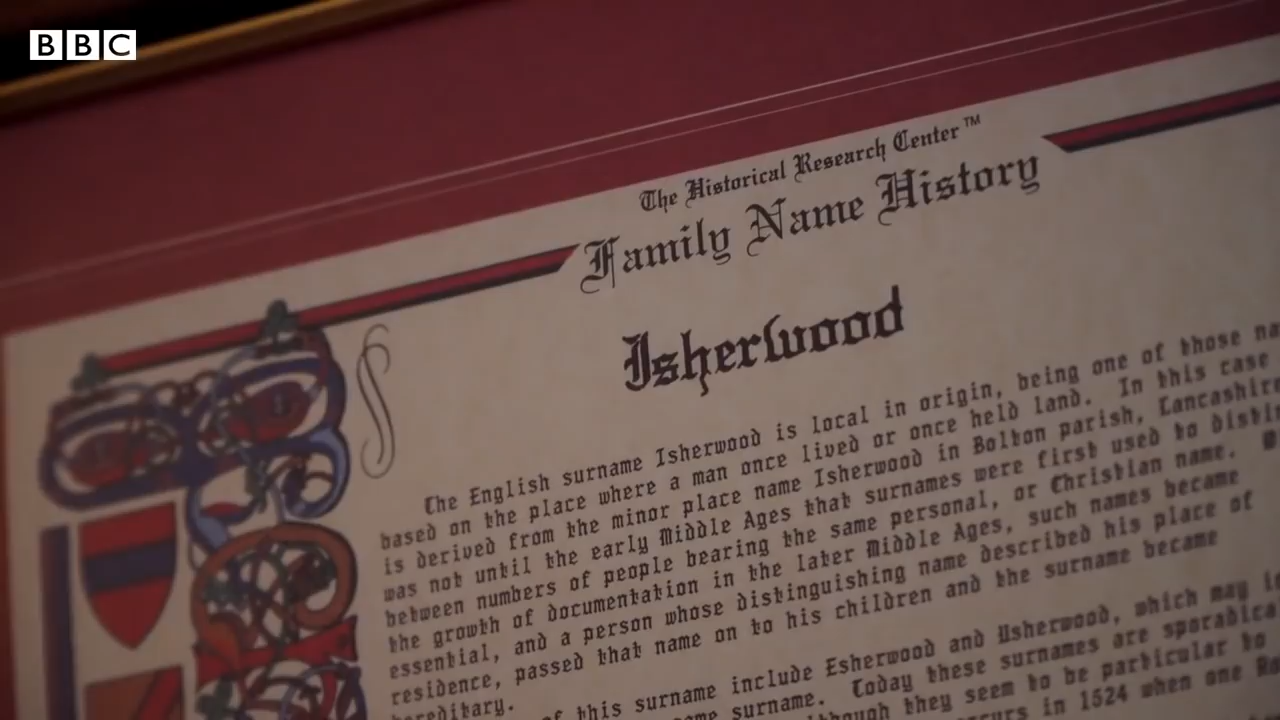 BBC
The Historical Research Center™
Family Name History
Isherwood
The English surname Isherwood is local in origin, being one of those
based on the place where a man once lived or once held land. In this case
is derived from the minor place name Isherwood in Bolton parish,
was not until the early Middle Ages that surnames were first used to
between numbers of people bearing the same personal, or Christian name.
the growth of documentation in the later Middle Ages, such names became
essential, and a person whose distinguishing name described his place of
residence, passed that name on to his children and the surname became
hereditary.
of this surname include Esherwood and Usherwood, which may
surname. Today these surnames are
they seem to be particular to
in 1524 when one